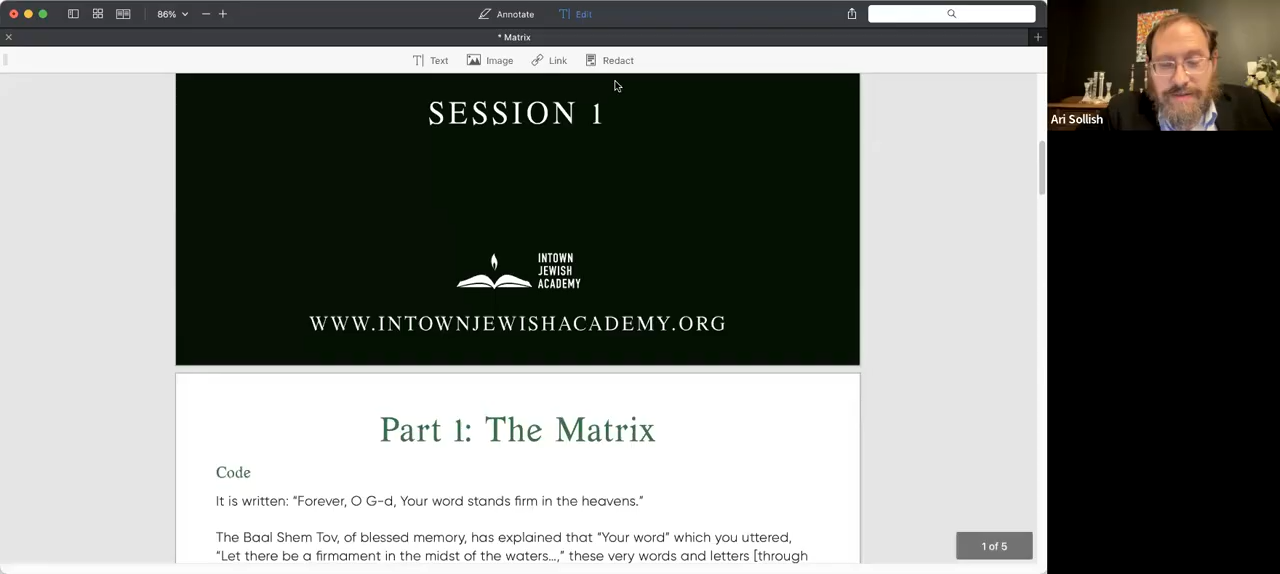 86%
Annotate
Edit
* Matrix
Text
Image
Link
Redact
SESSION 1
INTOWN
JEWISH
ACADEMY
WWW.INTOWNJEWISHACADEMY.ORG
Part 1: The Matrix
Code
It is written: “Forever, O G-d, Your word stands firm in the heavens.”
The Baal Shem Tov, of blessed memory, has explained that “Your word” which you uttered,
“Let there be a firmament in the midst of the waters...,” these very words and letters [through
1 of 5
Ari Sollish